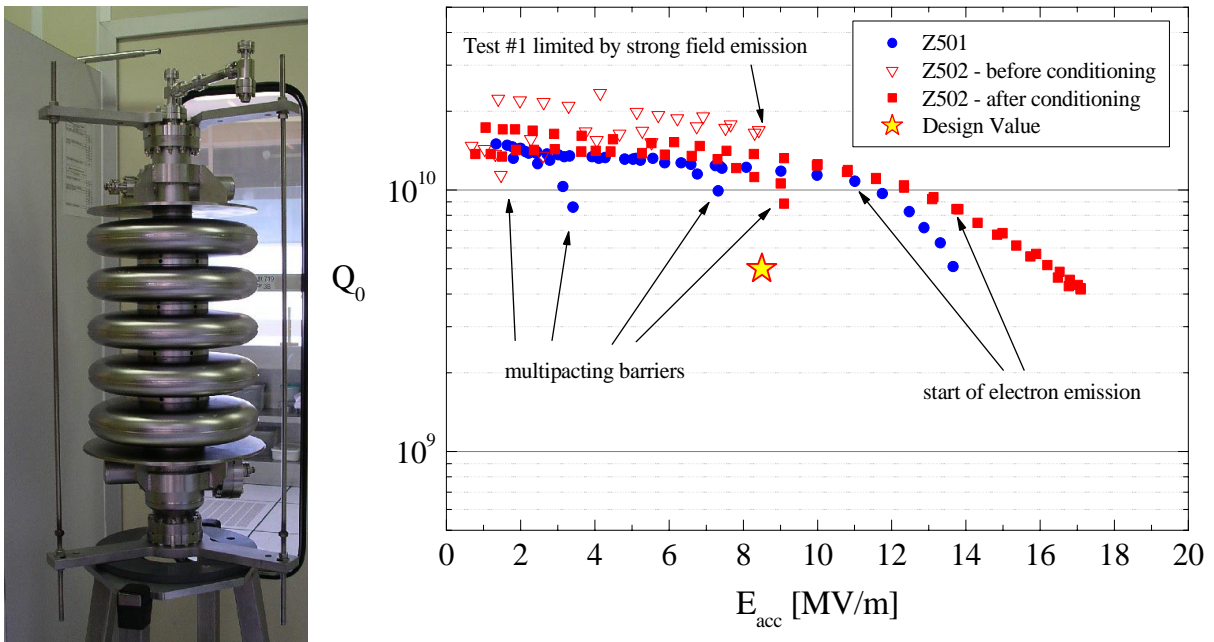 Test #1 limited by strong field emission
Z501
Z502 - before conditioning
Z502 - after conditioning
Design Value
10^10
Q_0
multipacting barriers
start of electron emission
10^9
0 2 4 6 8 10 12 14 16 18 20
E_acc [MV/m]